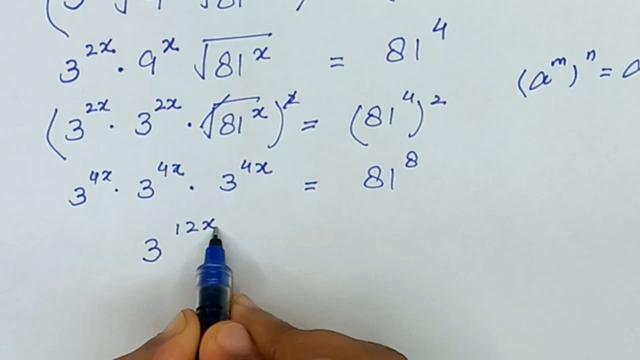 3^{2x} · 9^x √(81^x) = 81^4
(a^m)^n = a
(3^{2x} · 3^{2x} · √(81^x))^2 = (81^4)^2
3^{4x} · 3^{4x} · 3^{4x} = 81^8
3^{12x}